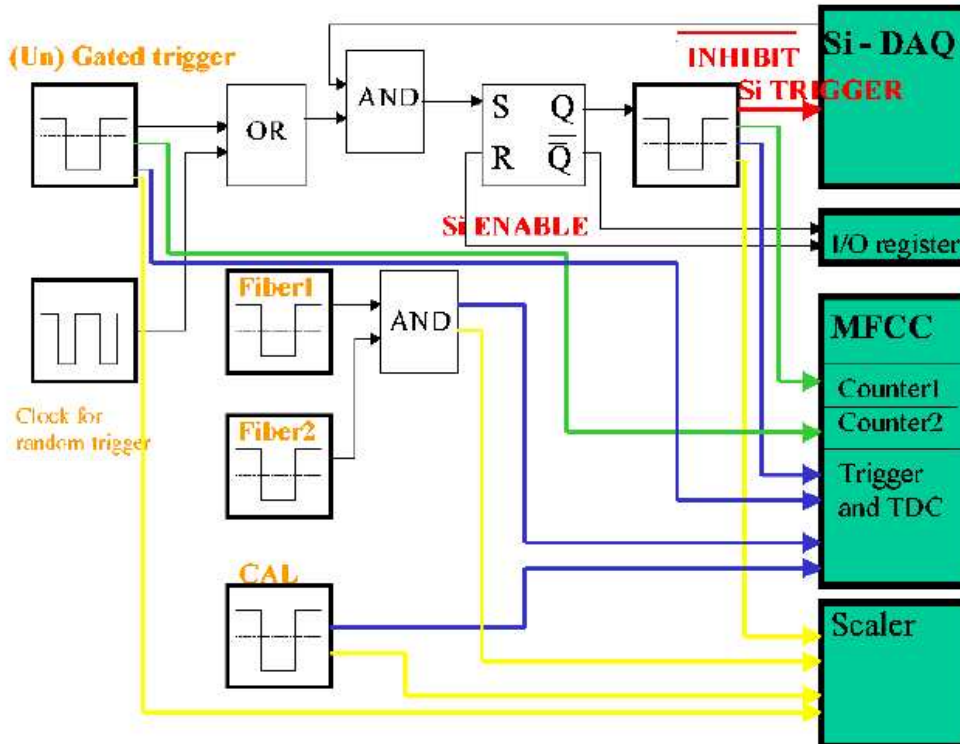 (Un) Gated trigger
OR
AND
S Q
R Q̅
INHIBIT
Si TRIGGER
Si - DAQ
Si ENABLE
I/O register
Fiber1
AND
Fiber2
Clock for
random trigger
CAL
MFCC
Counter1
Counter2
Trigger
and TDC
Scaler